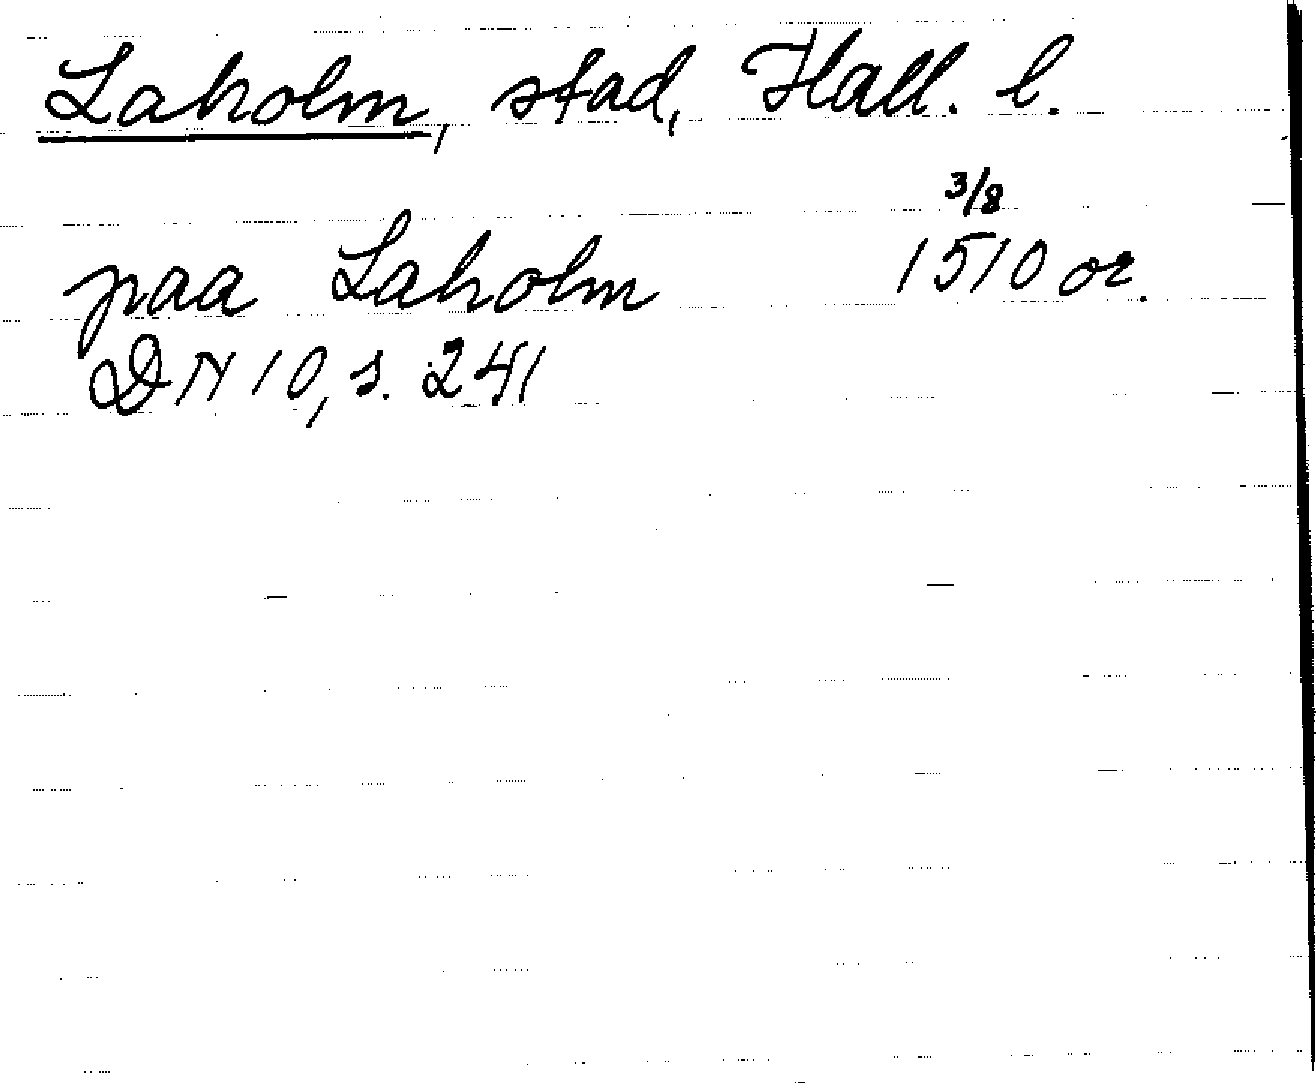 Laholm, stad, Hall. l.
3/8
paa Laholm 1510 or.
DN 10, s. 241